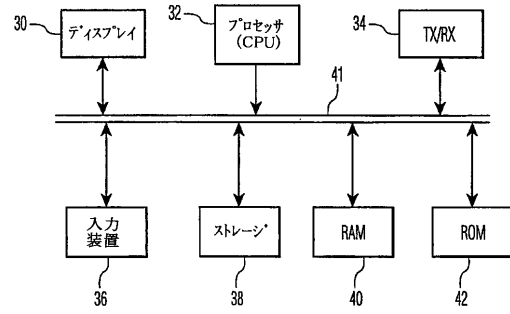 30
ディスプレイ
32
プロセッサ
(CPU)
34
TX/RX
41
入力
装置
36
ストレージ
38
RAM
40
ROM
42